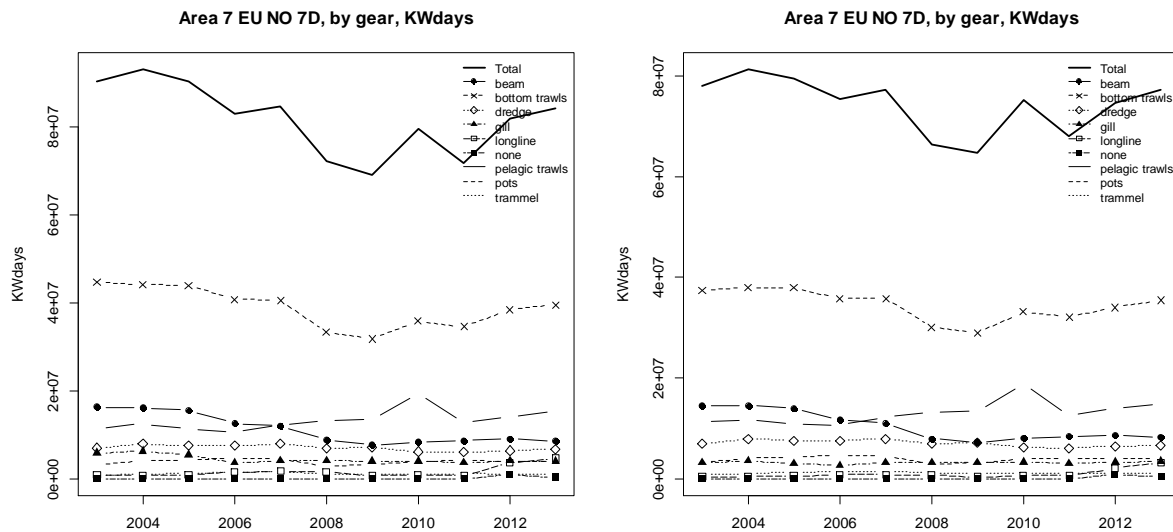 Area 7 EU NO 7D, by gear, KWdays
KWdays
0e+00
2e+07
4e+07
6e+07
8e+07
2004
2006
2008
2010
2012
Total
beam
bottom trawls
dredge
gill
longline
none
pelagic trawls
pots
trammel
Area 7 EU NO 7D, by gear, KWdays
KWdays
0e+00
2e+07
4e+07
6e+07
8e+07
2004
2006
2008
2010
2012
Total
beam
bottom trawls
dredge
gill
longline
none
pelagic trawls
pots
trammel